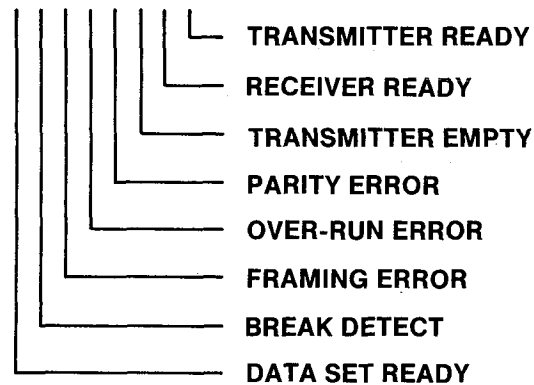 TRANSMITTER READY
RECEIVER READY
TRANSMITTER EMPTY
PARITY ERROR
OVER-RUN ERROR
FRAMING ERROR
BREAK DETECT
DATA SET READY